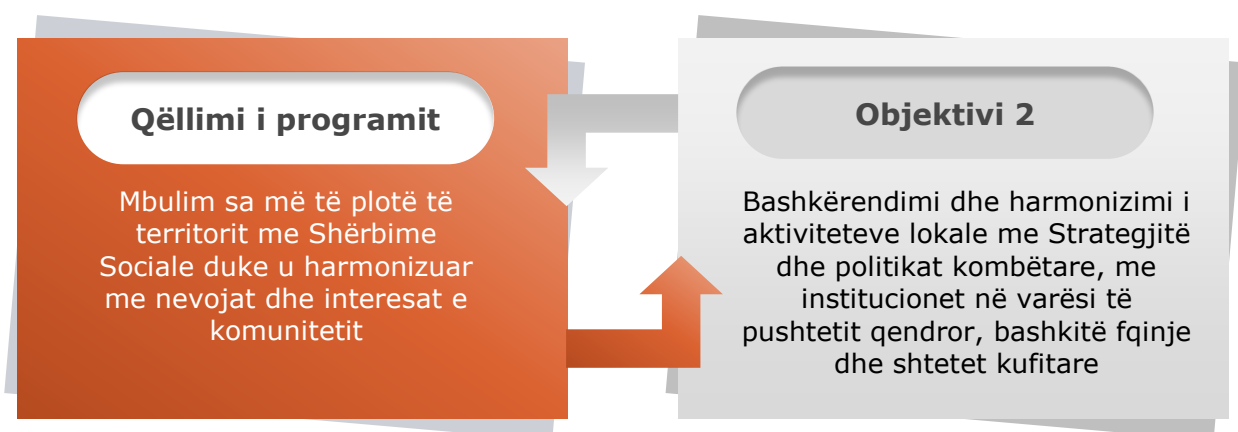 Qëllimi i programit
Mbulim sa më të plotë të
territorit me Shërbime
Sociale duke u harmonizuar
me nevojat dhe interesat e
komunitetit
Objektivi 2
Bashkërendimi dhe harmonizimi i
aktiviteteve lokale me Strategjitë
dhe politikat kombëtare, me
institucionet në varësi të
pushtetit qendror, bashkitë fqinje
dhe shtetet kufitare